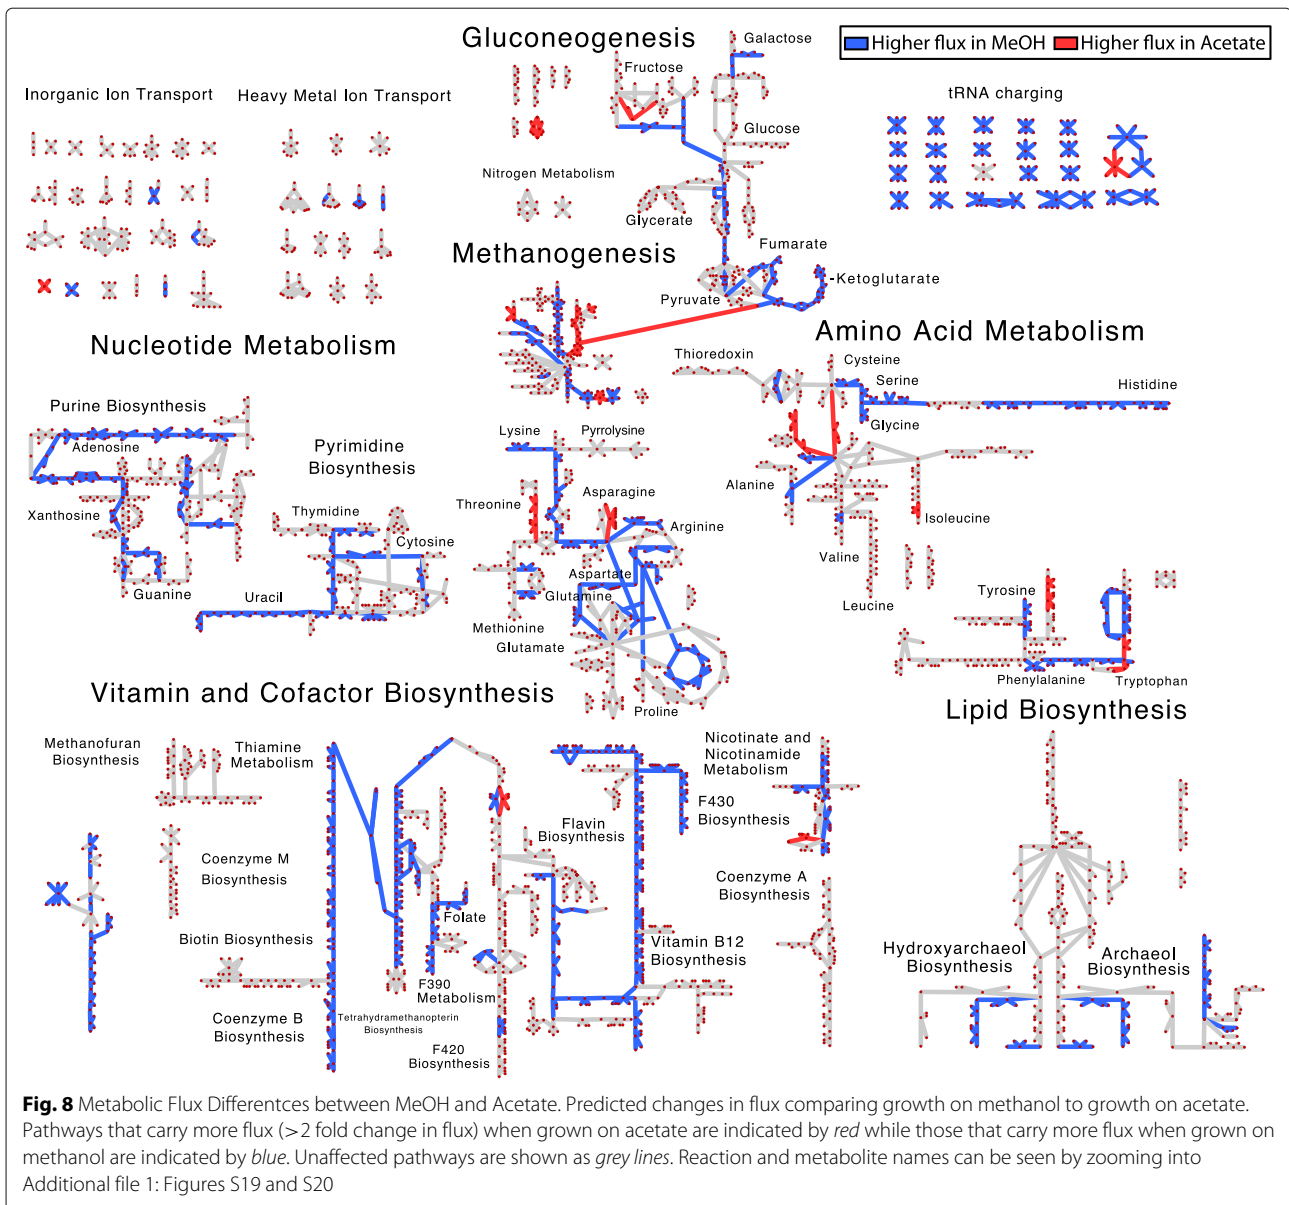 Gluconeogenesis
Galactose
Higher flux in MeOH
Higher flux in Acetate
Fructose
Inorganic Ion Transport
Heavy Metal Ion Transport
tRNA charging
Glucose
Nitrogen Metabolism
Glycerate
Methanogenesis
Fumarate
-Ketoglutarate
Pyruvate
Nucleotide Metabolism
Amino Acid Metabolism
Thioredoxin
Cysteine
Serine
Histidine
Purine Biosynthesis
Adenosine
Glycine
Pyrimidine
Biosynthesis
Lysine
Pyrrolysine
Alanine
Threonine
Asparagine
Xanthosine
Thymidine
Arginine
Isoleucine
Cytosine
Valine
Guanine
Uracil
Aspartate
Glutamine
Leucine
Tyrosine
Methionine
Glutamate
Phenylalanine
Tryptophan
Proline
Vitamin and Cofactor Biosynthesis
Lipid Biosynthesis
Methanofuran
Biosynthesis
Thiamine
Metabolism
Nicotinate and
Nicotinamide
Metabolism
F430
Biosynthesis
Flavin
Biosynthesis
Coenzyme M
Biosynthesis
Coenzyme A
Biosynthesis
Folate
Biotin Biosynthesis
Vitamin B12
Biosynthesis
Hydroxyarchaeol
Biosynthesis
Archaeol
Biosynthesis
F390
Metabolism
Coenzyme B
Biosynthesis
Tetrahydramethanopterin
Biosynthesis
F420
Biosynthesis
Fig. 8 Metabolic Flux Differentces between MeOH and Acetate. Predicted changes in flux comparing growth on methanol to growth on acetate.
Pathways that carry more flux (>2 fold change in flux) when grown on acetate are indicated by red while those that carry more flux when grown on
methanol are indicated by blue. Unaffected pathways are shown as grey lines. Reaction and metabolite names can be seen by zooming into
Additional file 1: Figures S19 and S20